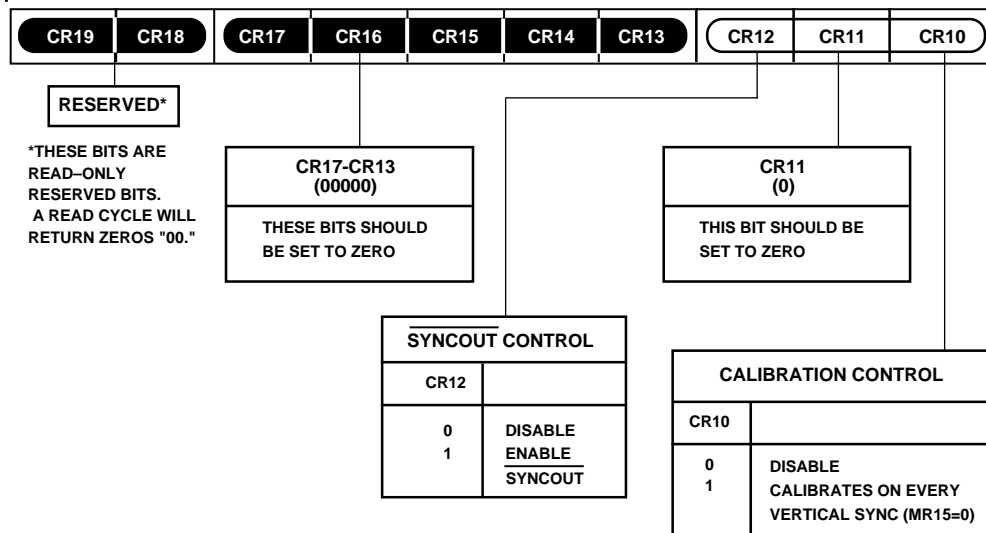 CR19 CR18 CR17 CR16 CR15 CR14 CR13 CR12 CR11 CR10
RESERVED*
*THESE BITS ARE
READ–ONLY
RESERVED BITS.
A READ CYCLE WILL
RETURN ZEROS "00."
CR17-CR13
(00000)
THESE BITS SHOULD
BE SET TO ZERO
CR11
(0)
THIS BIT SHOULD BE
SET TO ZERO
SYNCOUT CONTROL
CR12
0 DISABLE
1 ENABLE
SYNCOUT
CALIBRATION CONTROL
CR10
0 DISABLE
1 CALIBRATES ON EVERY
VERTICAL SYNC (MR15=0)